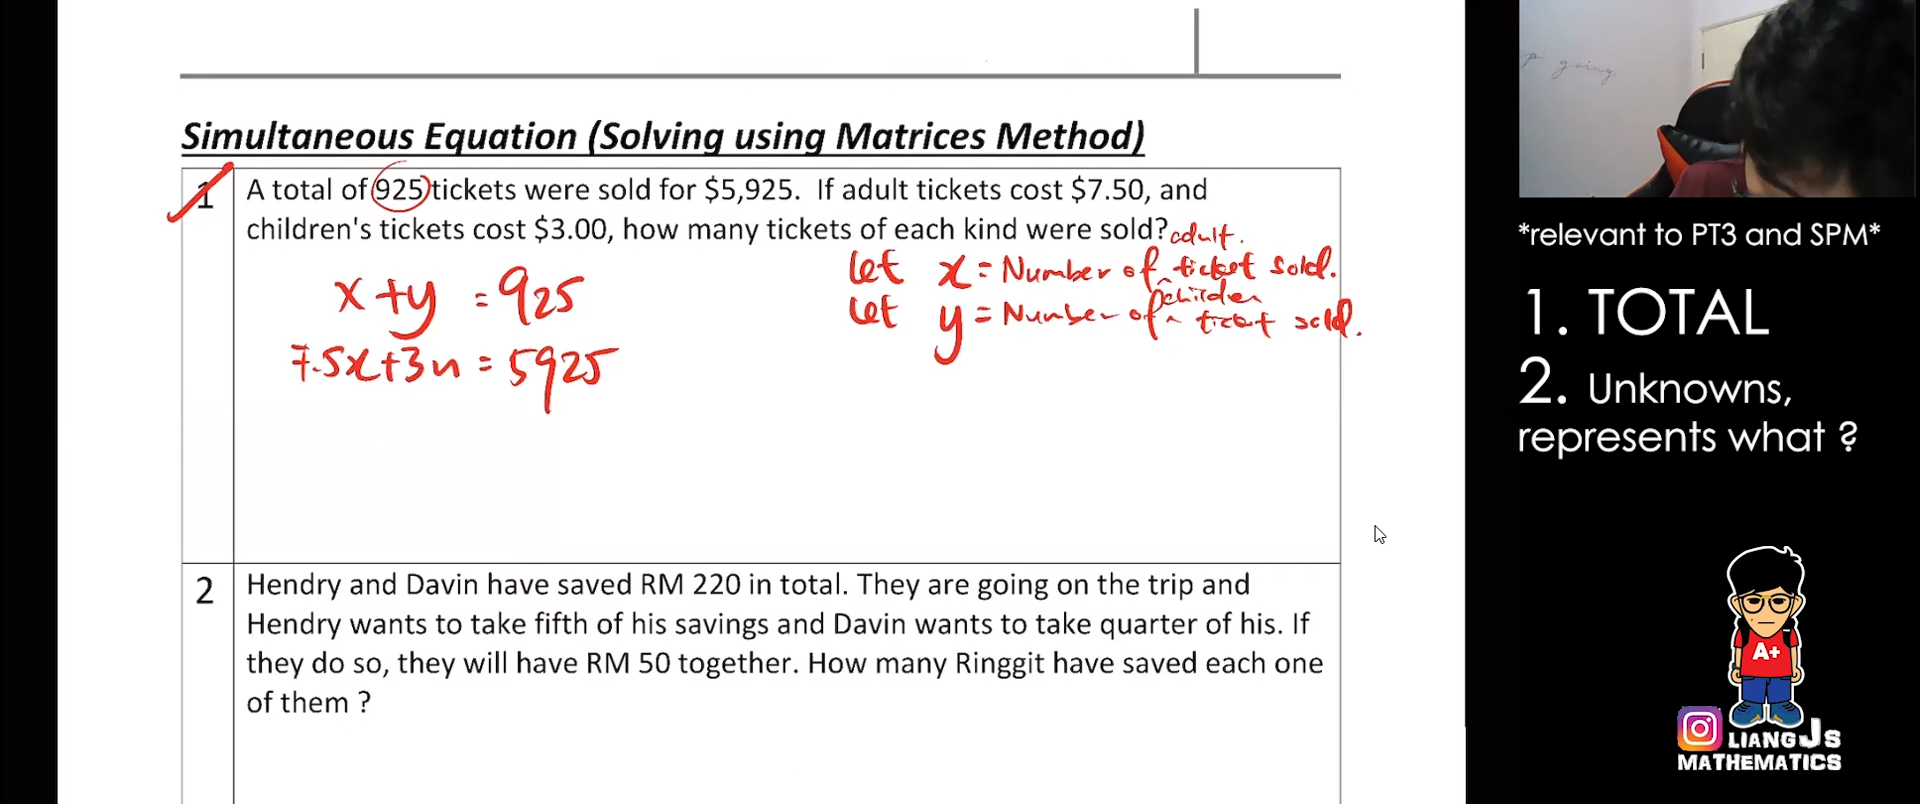 Simultaneous Equation (Solving using Matrices Method)
1
A total of 925 tickets were sold for $5,925. If adult tickets cost $7.50, and
children's tickets cost $3.00, how many tickets of each kind were sold?
adult.
let x = Number of ^ ticket sold.
children
let y = Number of ^ ticket sold.
x + y = 925
7.5x + 3n = 5925
2
Hendry and Davin have saved RM 220 in total. They are going on the trip and
Hendry wants to take fifth of his savings and Davin wants to take quarter of his. If
they do so, they will have RM 50 together. How many Ringgit have saved each one
of them ?
going
*relevant to PT3 and SPM*
1. TOTAL
2. Unknowns,
represents what ?
A+
LIANGJS
MATHEMATICS